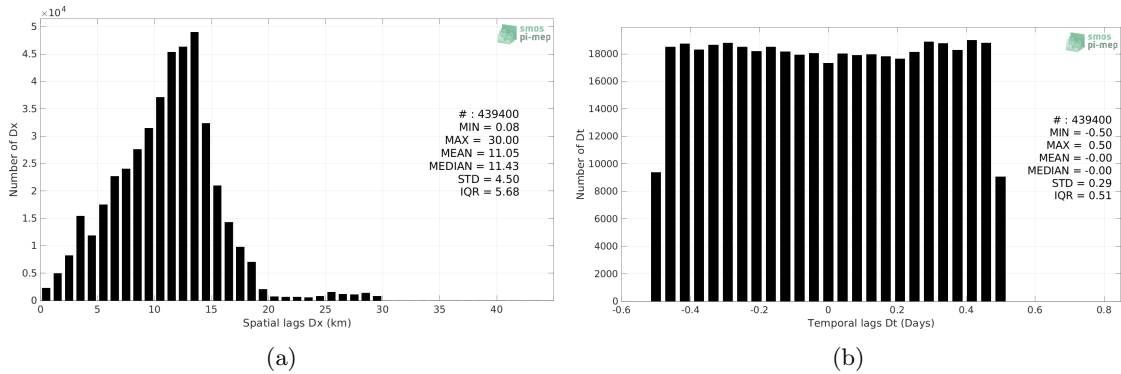 ×10⁴
5
4.5
4
3.5
3
2.5
2
1.5
1
0.5
0
Number of Dx
0 5 10 15 20 25 30 35 40
Spatial lags Dx (km)
smos
pi-mep
# : 439400
MIN = 0.08
MAX = 30.00
MEAN = 11.05
MEDIAN = 11.43
STD = 4.50
IQR = 5.68
(a)
18000
16000
14000
12000
10000
8000
6000
4000
2000
0
Number of Dt
-0.6 -0.4 -0.2 0 0.2 0.4 0.6 0.8
Temporal lags Dt (Days)
smos
pi-mep
# : 439400
MIN = -0.50
MAX = 0.50
MEAN = -0.00
MEDIAN = -0.00
STD = 0.29
IQR = 0.51
(b)